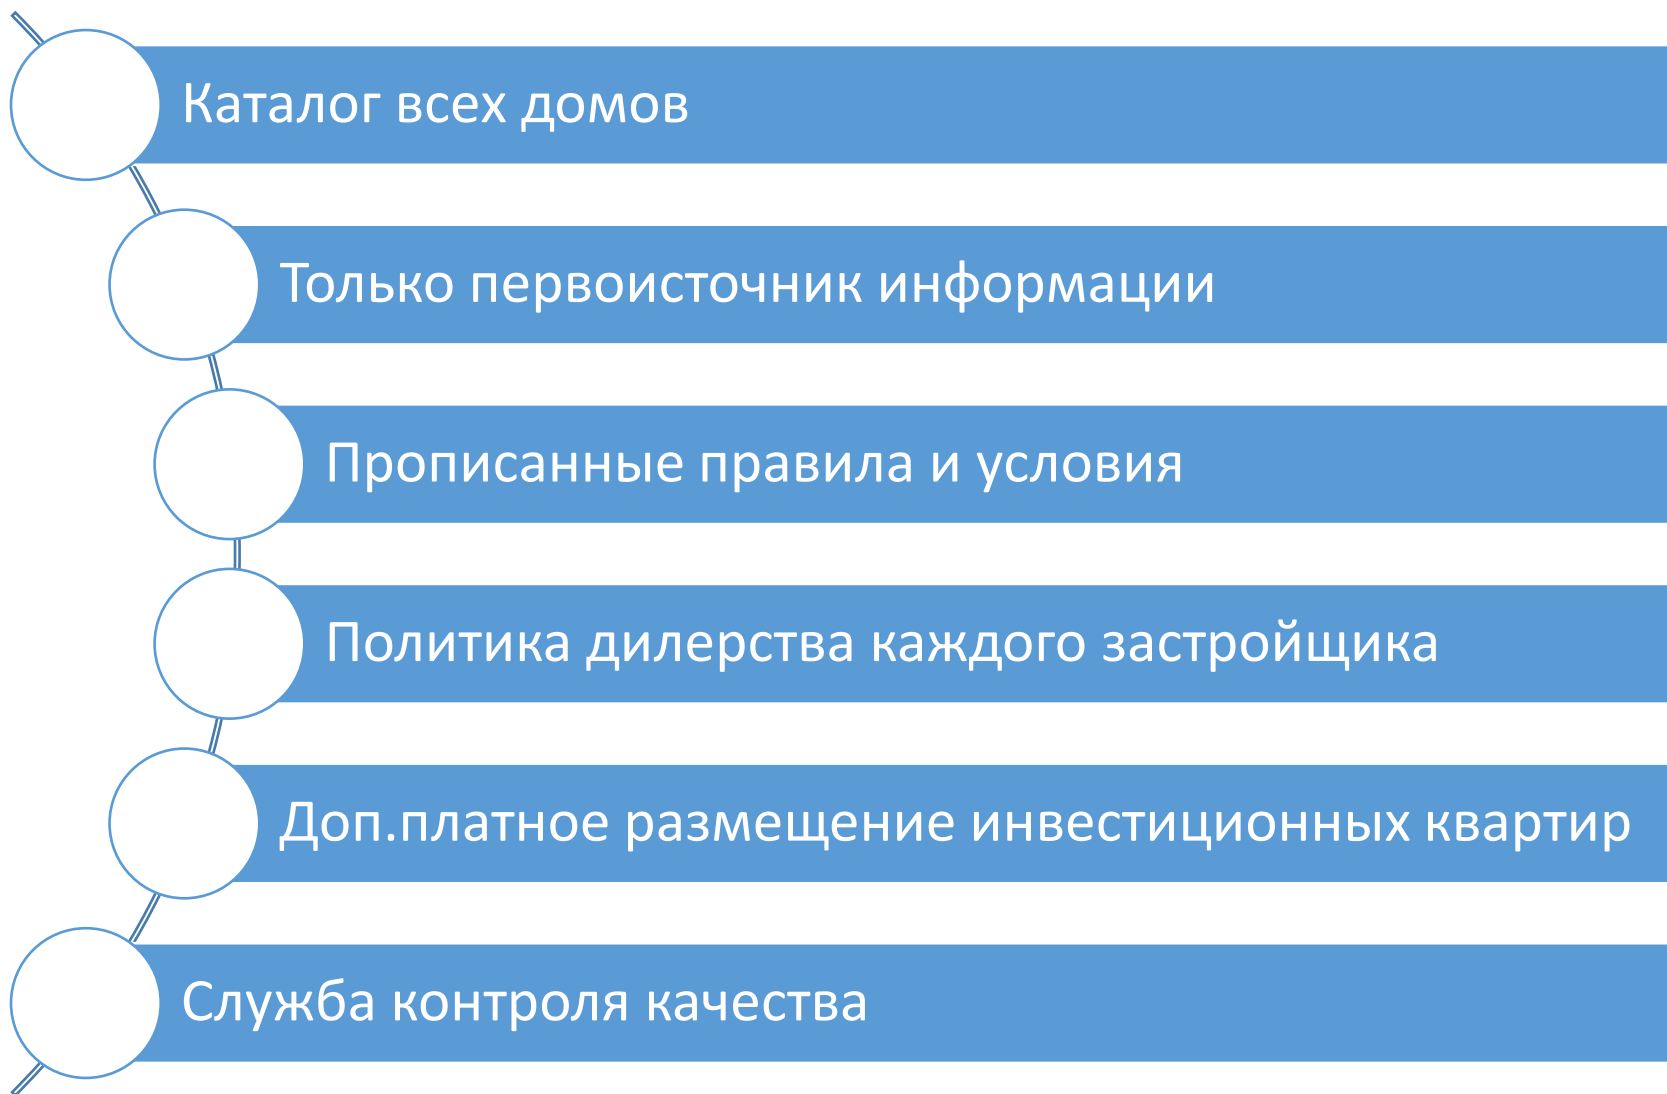 Каталог всех домов
Только первоисточник информации
Прописанные правила и условия
Политика дилерства каждого застройщика
Доп.платное размещение инвестиционных квартир
Служба контроля качества